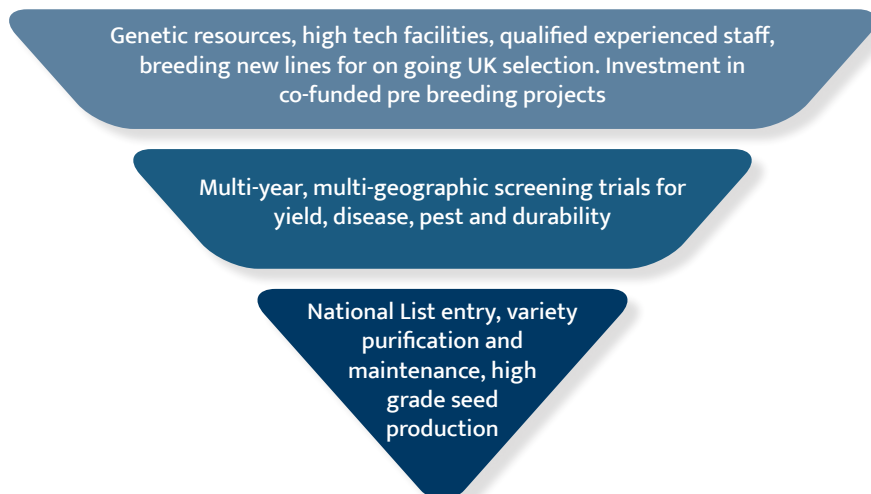 Genetic resources, high tech facilities, qualified experienced staff,
breeding new lines for on going UK selection. Investment in
co-funded pre breeding projects
Multi-year, multi-geographic screening trials for
yield, disease, pest and durability
National List entry, variety
purification and
maintenance, high
grade seed
production